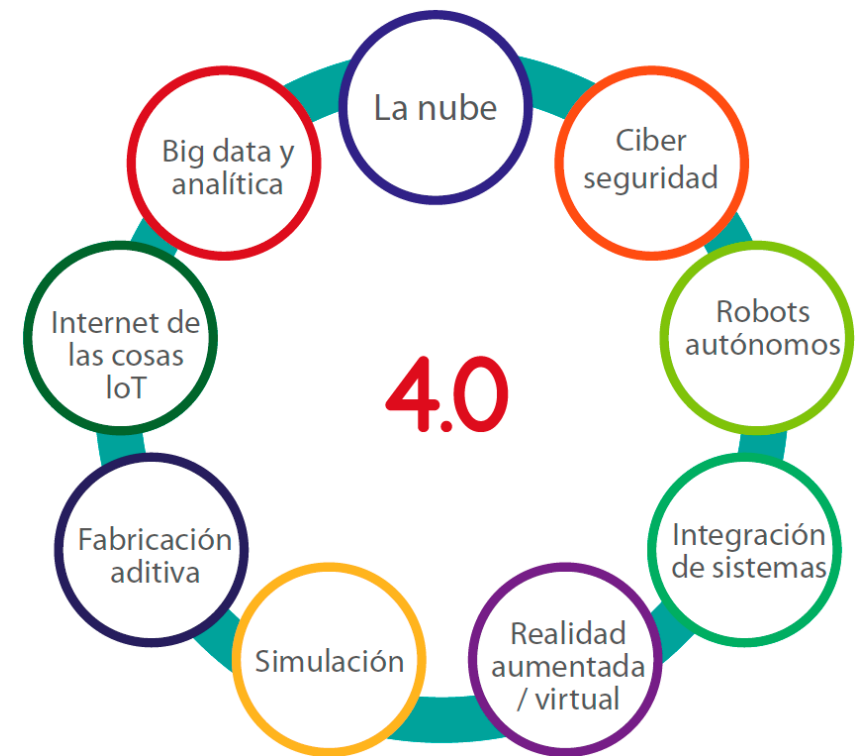 La nube
Ciber
seguridad
Robots
autónomos
Integración
de sistemas
Realidad
aumentada
/ virtual
Simulación
Fabricación
aditiva
Internet de
las cosas
IoT
Big data y
analítica
4.0